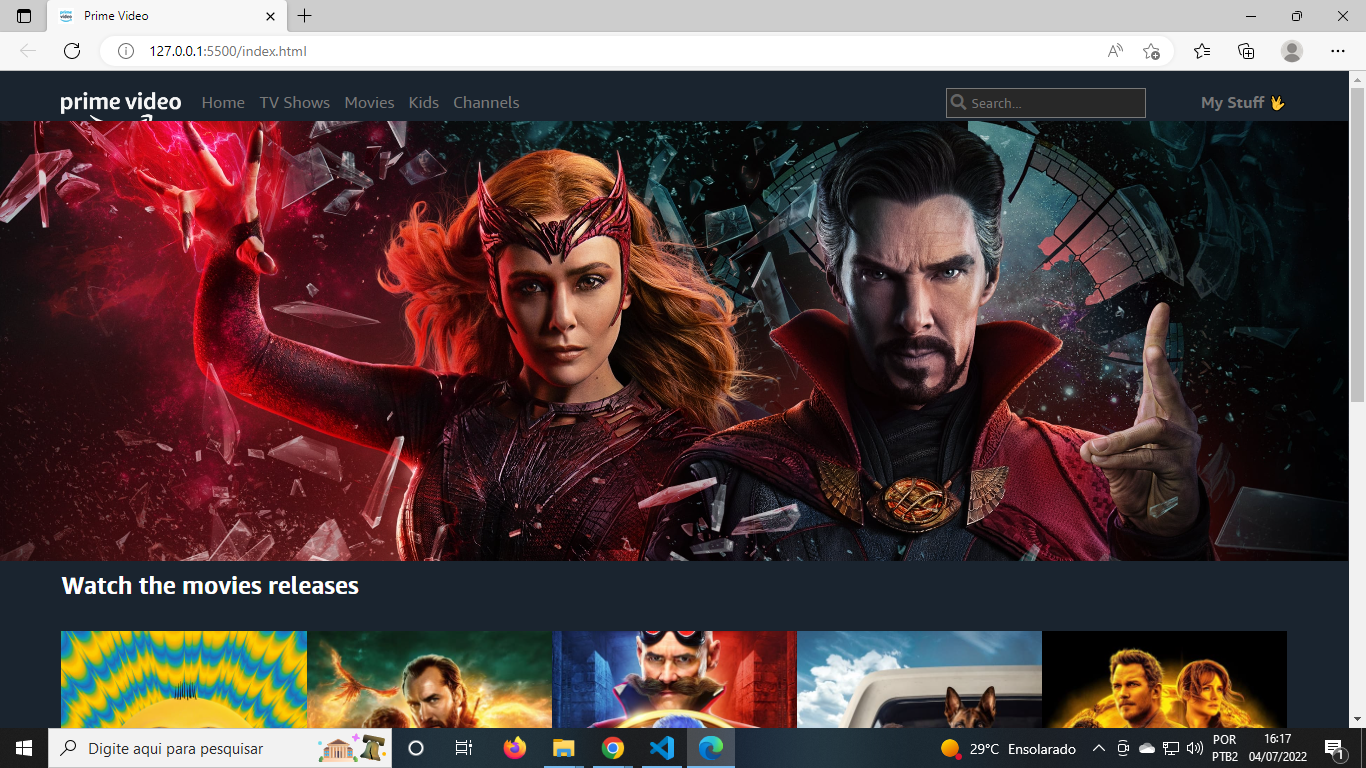 Prime Video
127.0.0.1:5500/index.html
prime video Home TV Shows Movies Kids Channels Search... My Stuff 🖖
Watch the movies releases
Digite aqui para pesquisar 29°C Ensolarado POR PTB2 16:17 04/07/2022 1